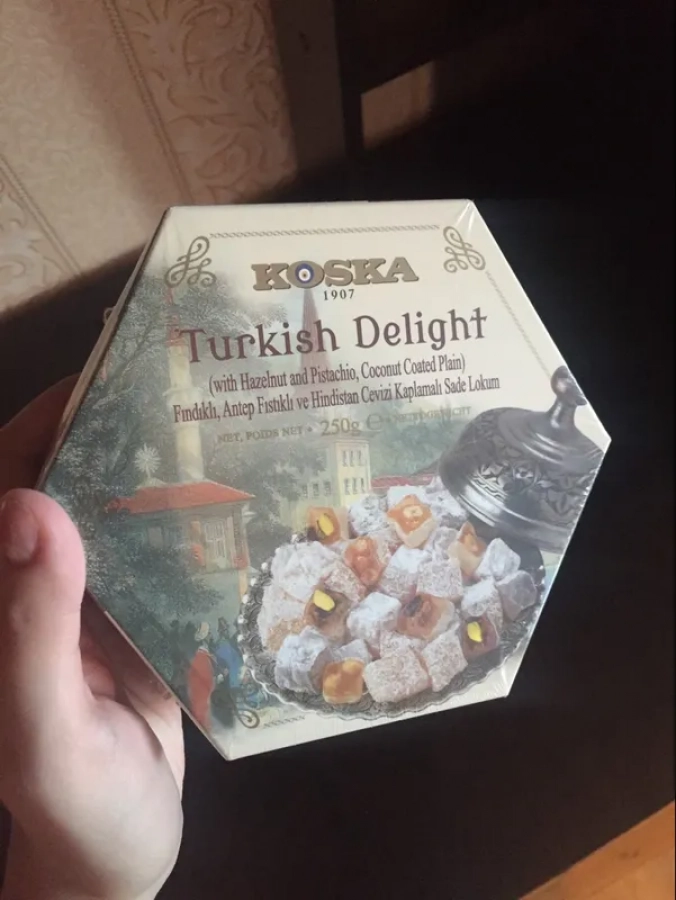 KOSKA
1907
Turkish Delight
(with Hazelnut and Pistachio, Coconut Coated Plain)
Fındıklı, Antep Fıstıklı ve Hindistan Cevizi Kaplamalı Sade Lokum
NET, POIDS NET • 250g ℮